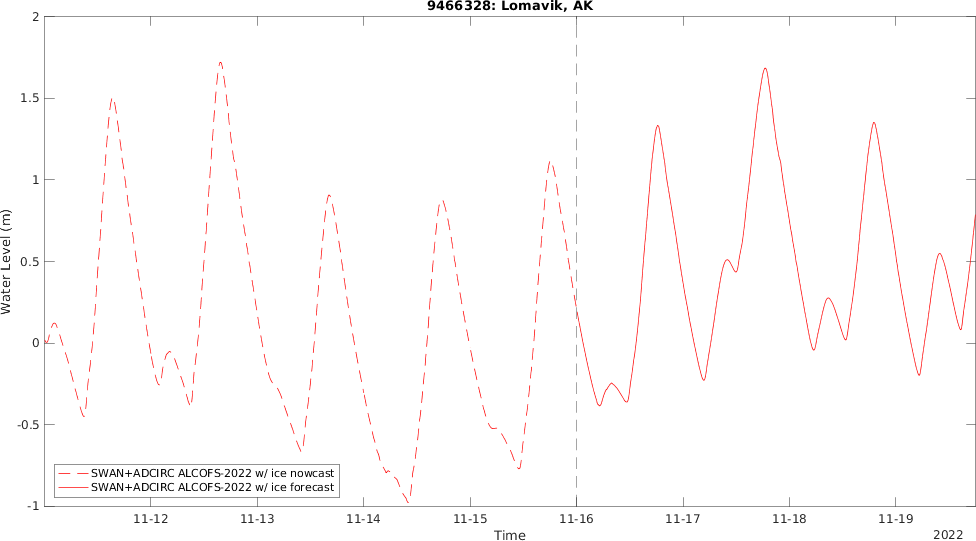 9466328: Lomavik, AK
2
1.5
1
0.5
0
-0.5
-1
Water Level (m)
SWAN+ADCIRC ALCOFS-2022 w/ ice nowcast
SWAN+ADCIRC ALCOFS-2022 w/ ice forecast
11-12 11-13 11-14 11-15 11-16 11-17 11-18 11-19
Time
2022